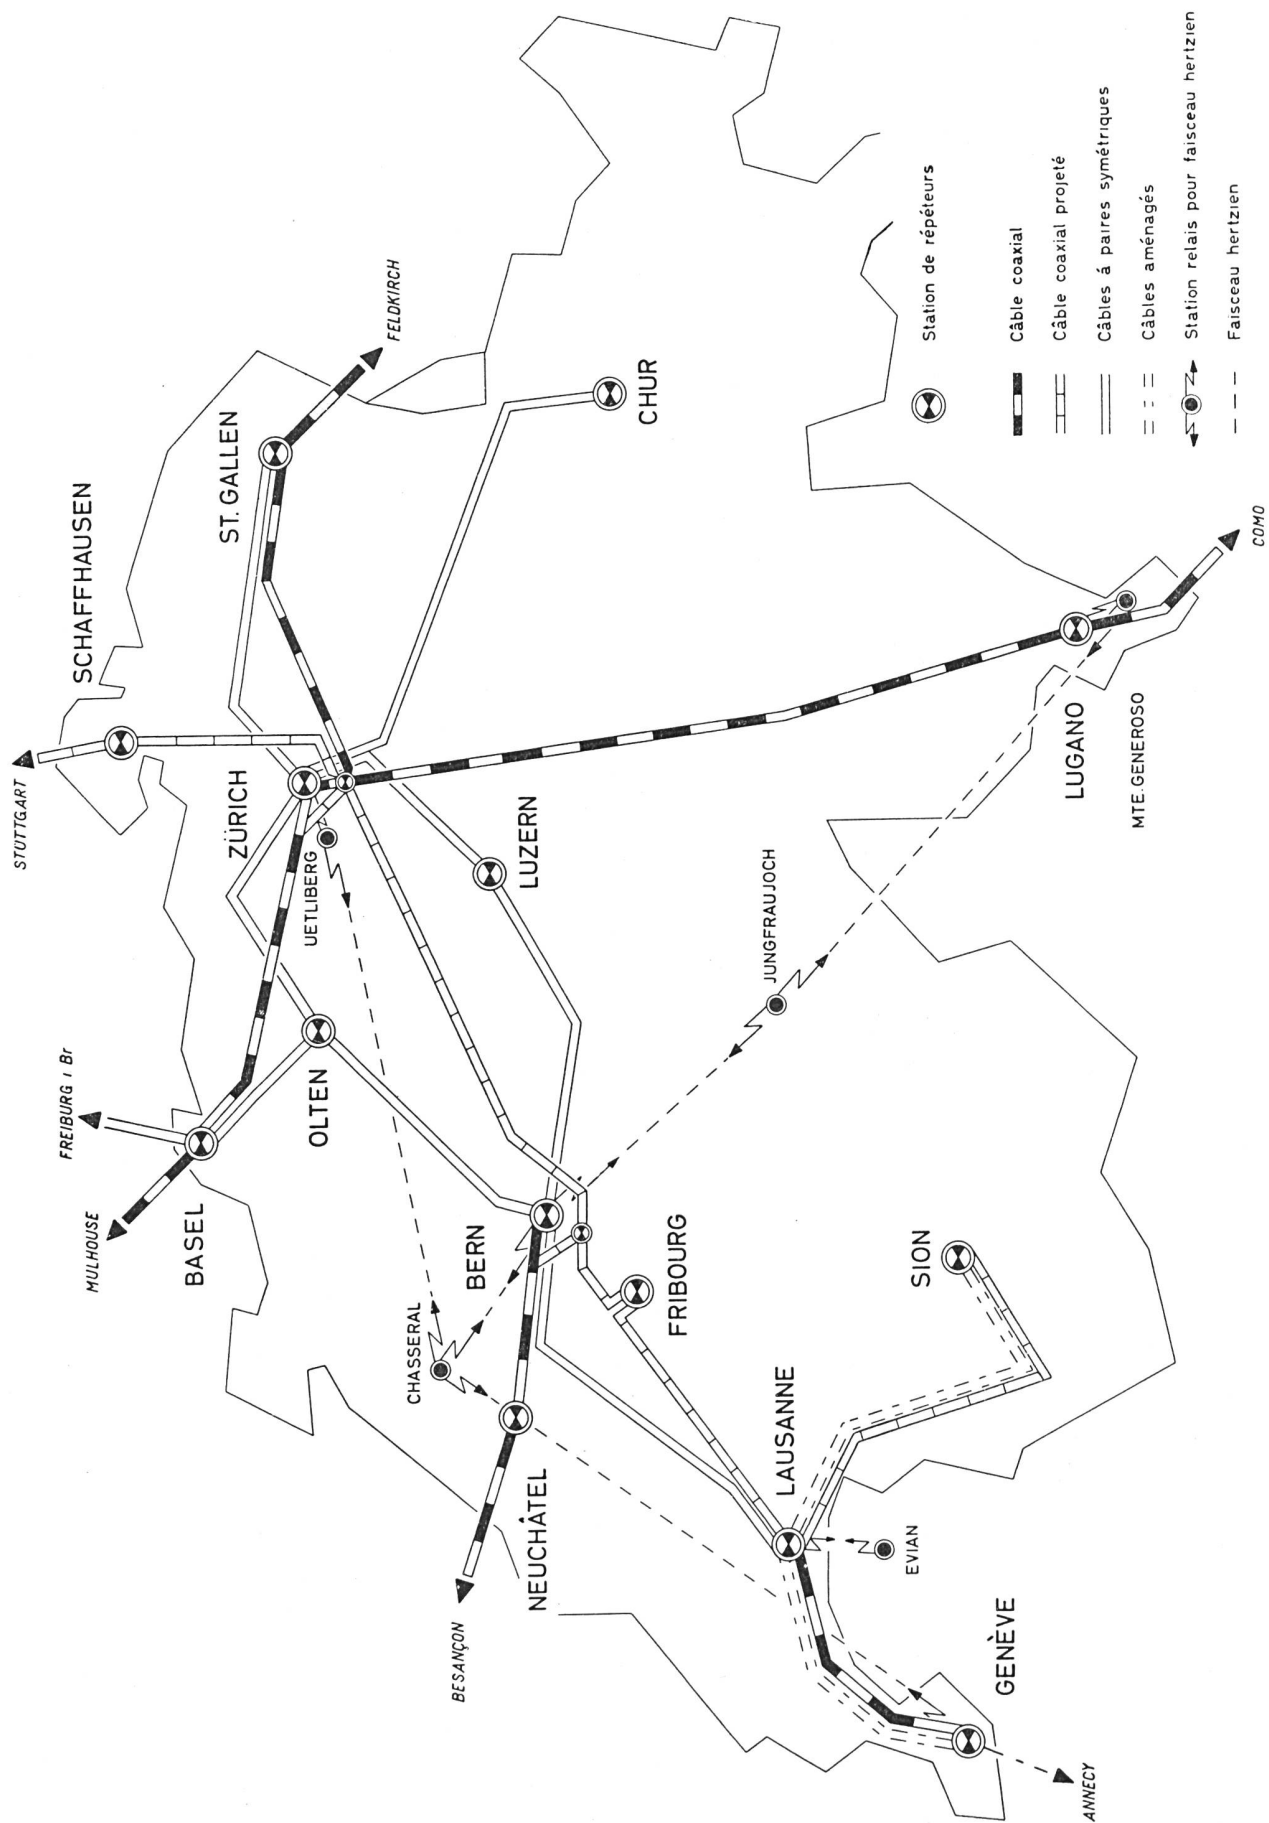 STUTTGART
SCHAFFHAUSEN
FREIBURG i Br
MULHOUSE
BASEL
ZÜRICH
ST. GALLEN
FELDKIRCH
UETLIBERG
OLTEN
LUZERN
CHUR
CHASSERAL
BERN
BESANÇON
NEUCHÂTEL
FRIBOURG
JUNGFRAUJOCH
LAUSANNE
SION
EVIAN
GENÈVE
ANNECY
LUGANO
MTE. GENEROSO
COMO
Station de répéteurs
Câble coaxial
Câble coaxial projeté
Câbles á paires symétriques
Câbles aménagés
Station relais pour faisceau hertzien
Faisceau hertzien